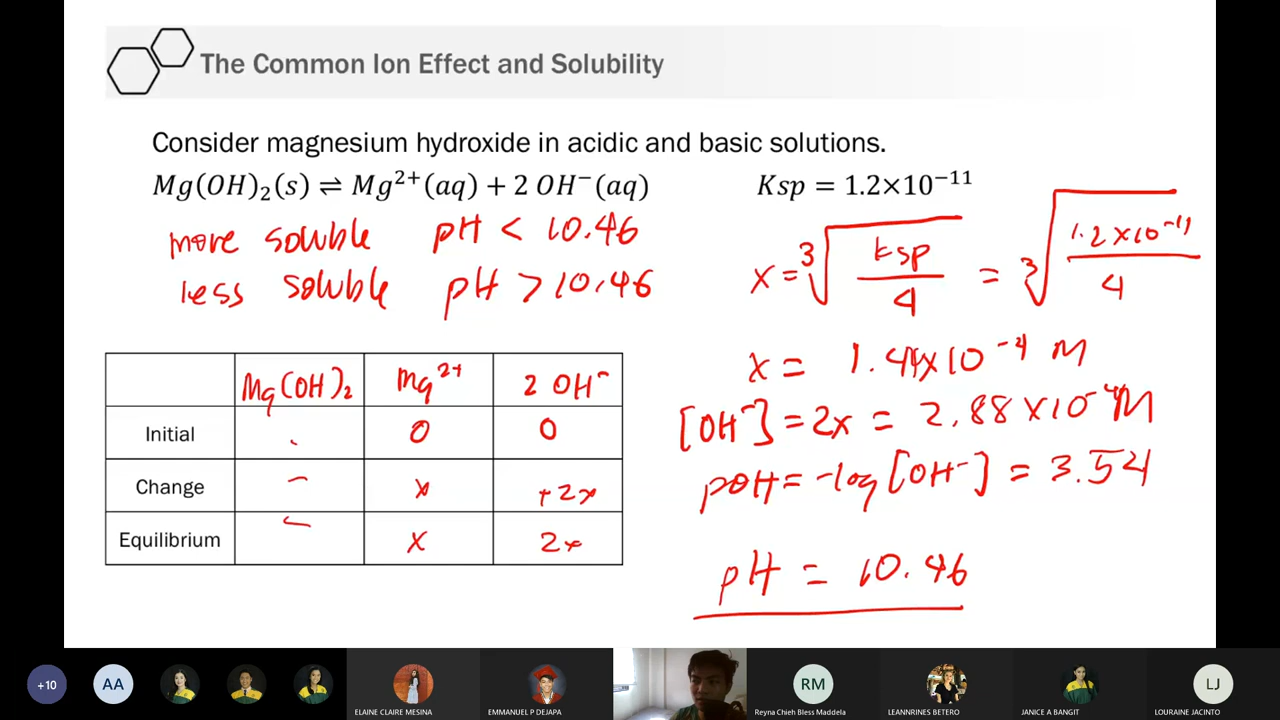 The Common Ion Effect and Solubility
Consider magnesium hydroxide in acidic and basic solutions.
Mg(OH)₂(s) ⇌ Mg²⁺(aq) + 2 OH⁻(aq)
Ksp = 1.2×10⁻¹¹
more soluble pH < 10.46
less soluble pH > 10.46
x = ∛(ksp/4) = ∛(1.2×10⁻¹¹/4)
x = 1.44×10⁻⁴ M
[OH⁻] = 2x = 2.88×10⁻⁴M
pOH = -log[OH⁻] = 3.54
pH = 10.46
Mg(OH)₂ Mg²⁺ 2 OH⁻
Initial . 0 0
Change – x +2x
Equilibrium – x 2x
+10
AA
ELAINE CLAIRE MESINA
EMMANUEL P DEJAPA
RM
Reyna Chieh Bless Maddela
LEANNRINES BETERO
JANICE A BANGIT
LJ
LOURAINE JACINTO